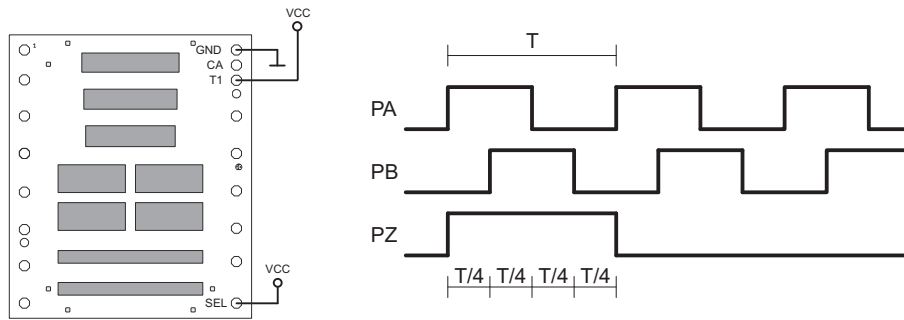 VCC
1
GND
CA
T1
VCC
SEL
T
PA
PB
PZ
T/4 T/4 T/4 T/4